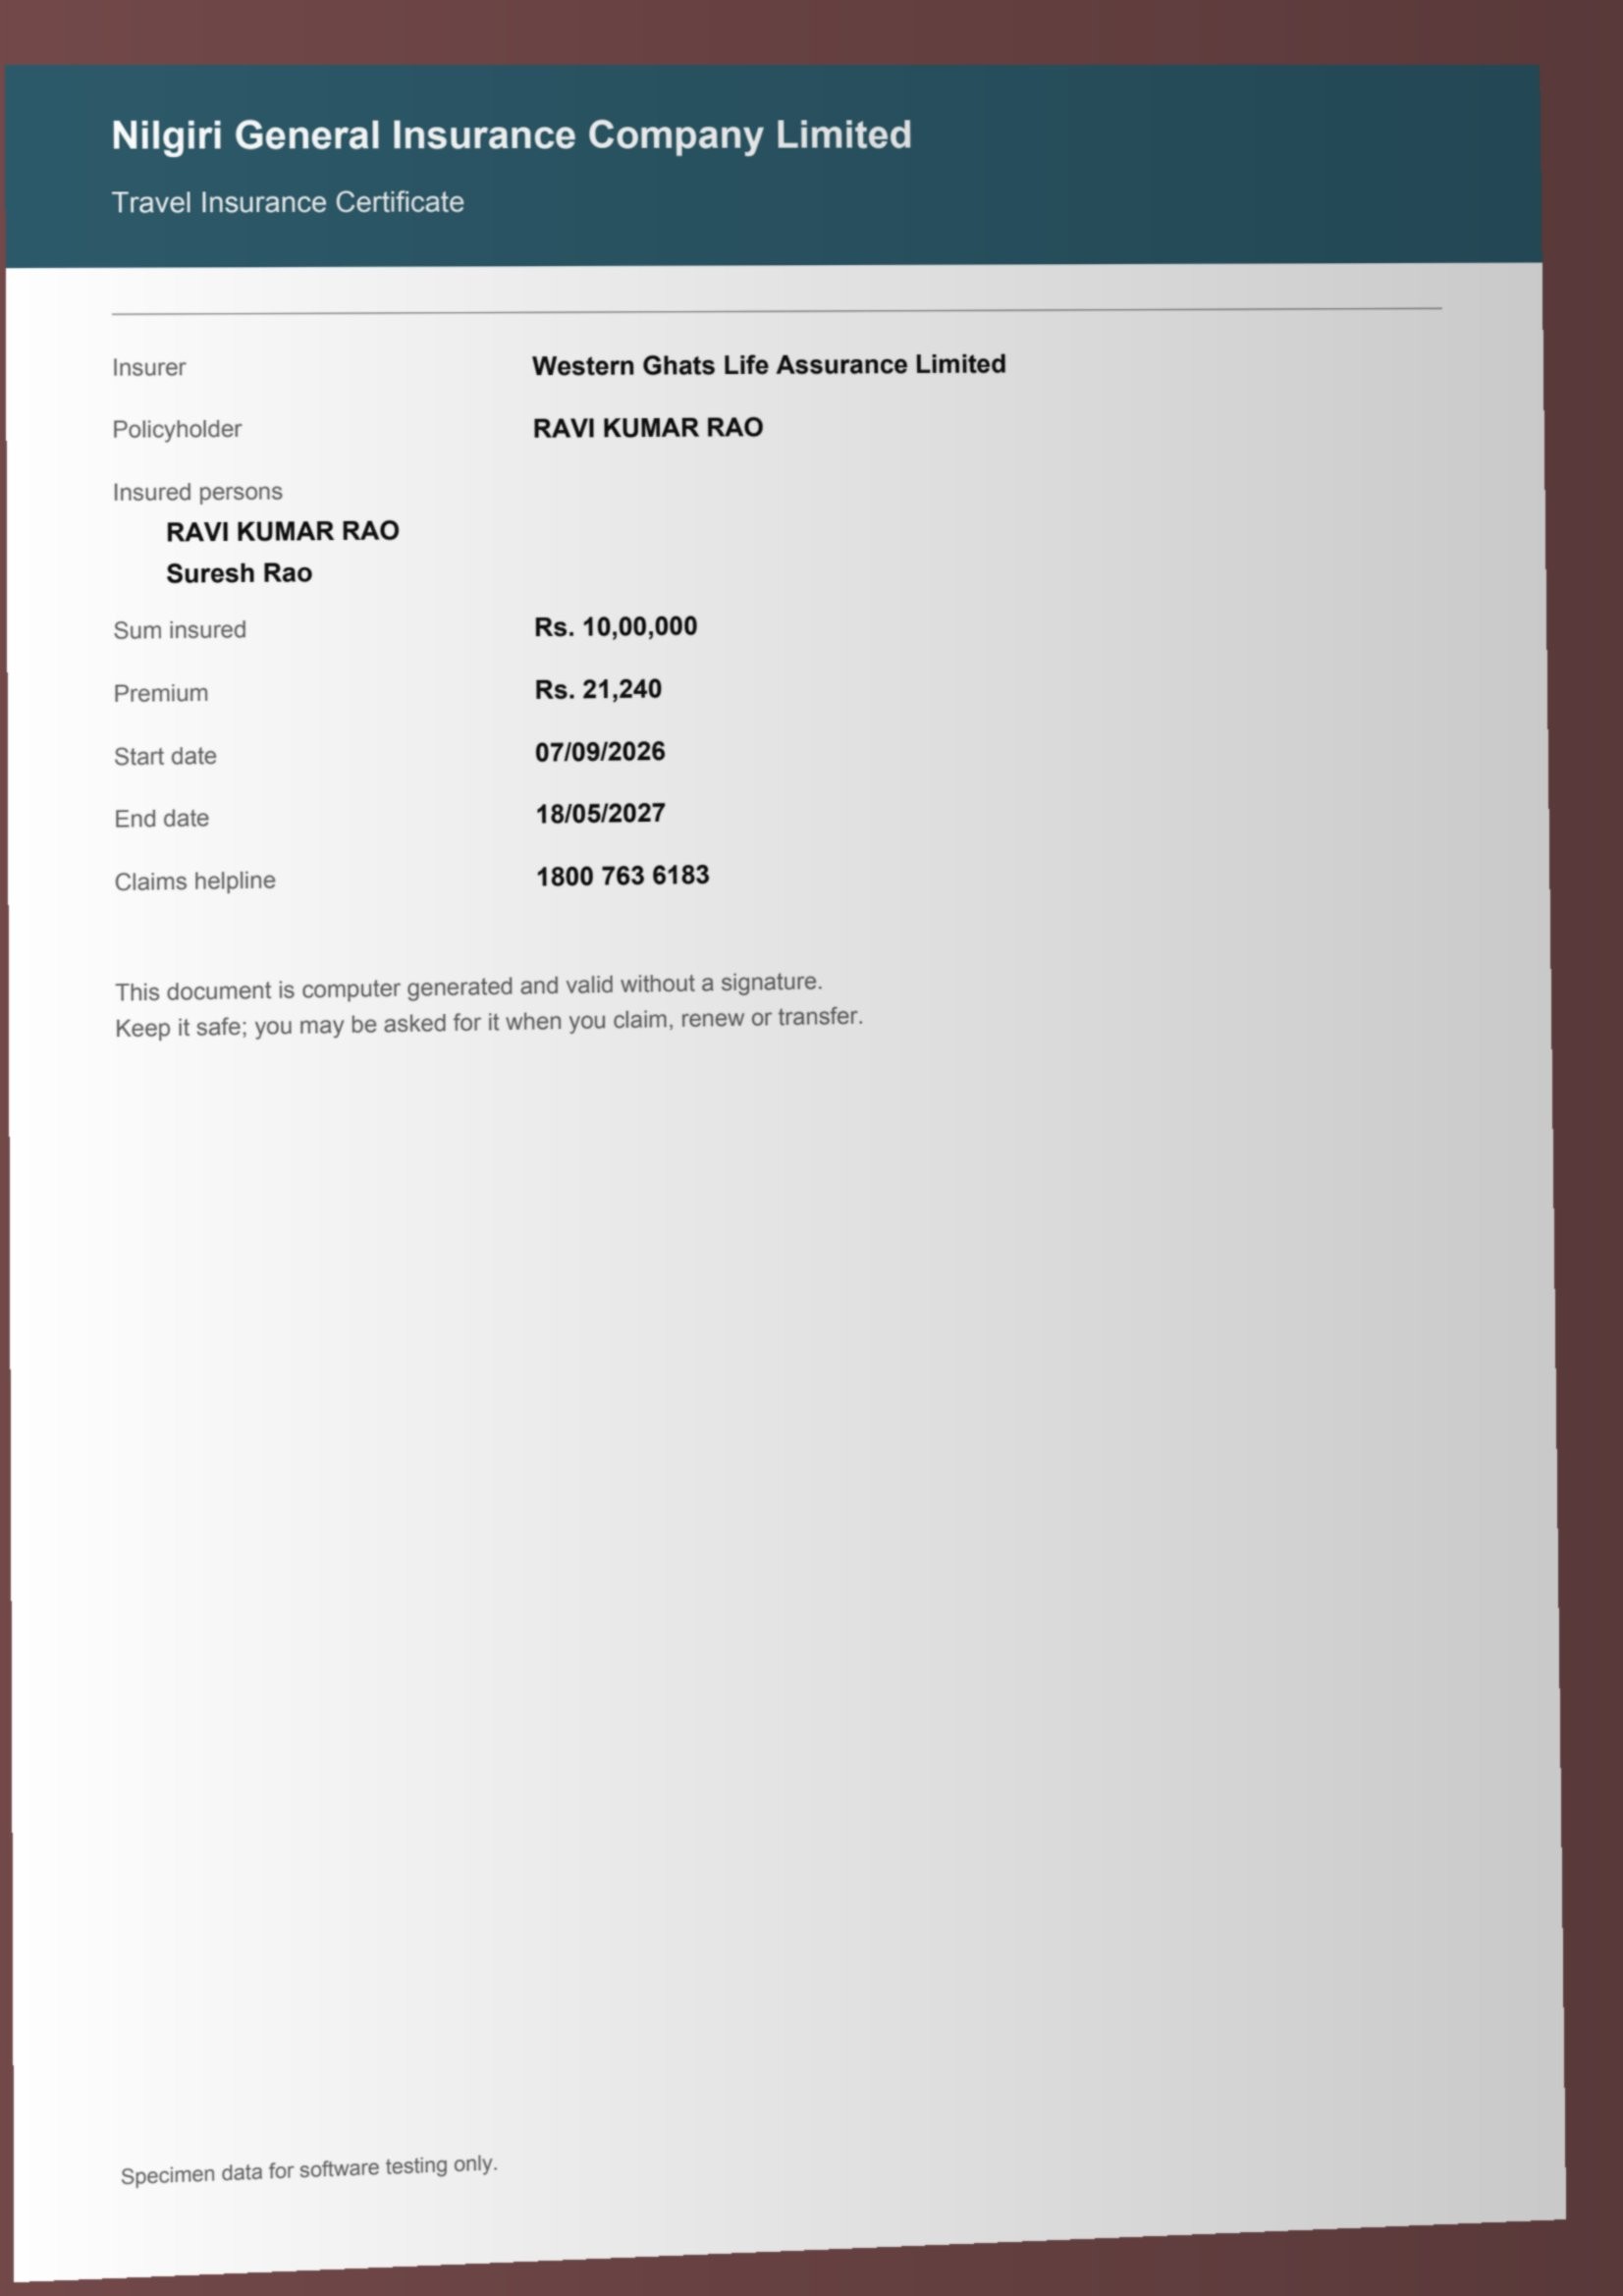 Nilgiri General Insurance Company Limited
Travel Insurance Certificate
Insurer Western Ghats Life Assurance Limited
Policyholder RAVI KUMAR RAO
Insured persons
RAVI KUMAR RAO
Suresh Rao
Sum insured Rs. 10,00,000
Premium Rs. 21,240
Start date 07/09/2026
End date 18/05/2027
Claims helpline 1800 763 6183
This document is computer generated and valid without a signature.
Keep it safe; you may be asked for it when you claim, renew or transfer.
Specimen data for software testing only.